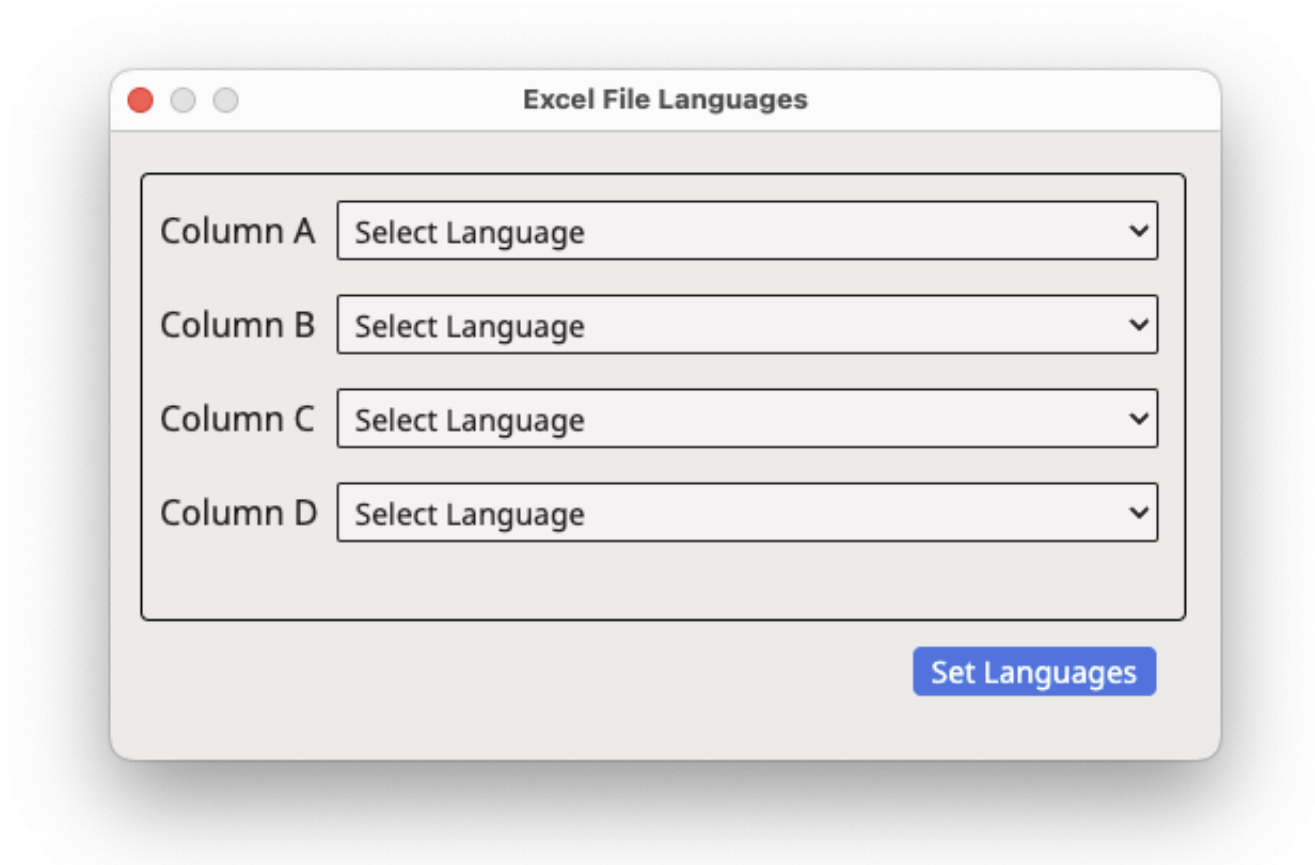 Excel File Languages
Column A Select Language
Column B Select Language
Column C Select Language
Column D Select Language
Set Languages